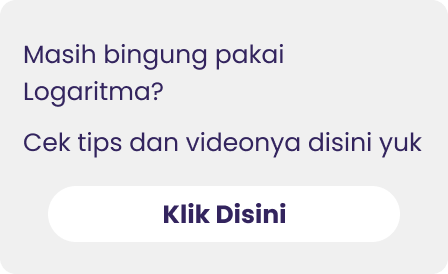 Masih bingung pakai
Logaritma?
Cek tips dan videonya disini yuk
Klik Disini